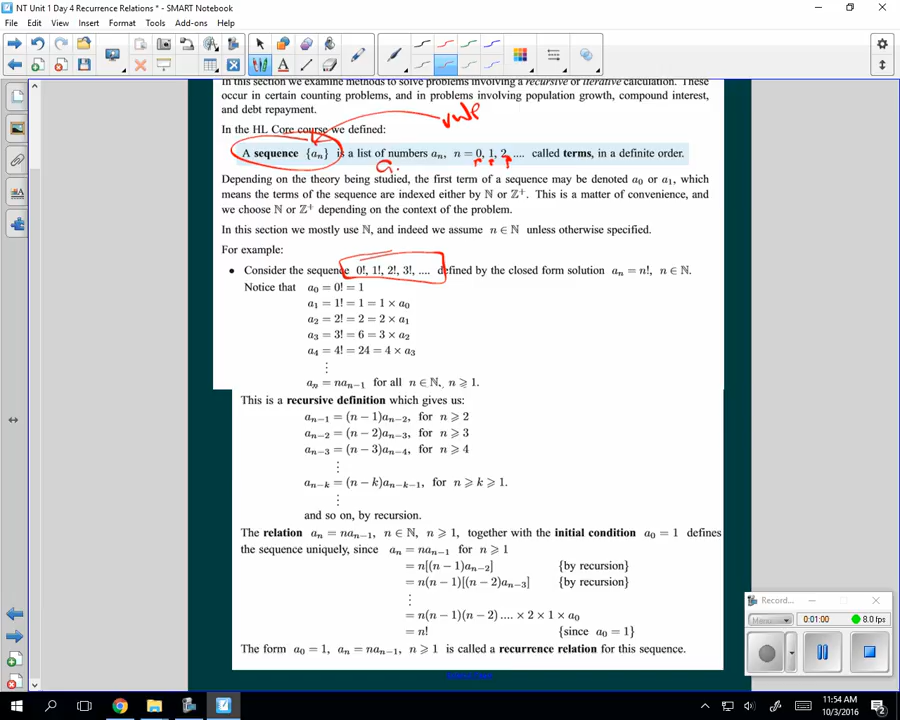 NT Unit 1 Day 4 Recurrence Relations * - SMART Notebook
File Edit View Insert Format Tools Add-ons Help
In this section we examine methods to solve problems involving a recursive or iterative calculation. These
occur in certain counting problems, and in problems involving population growth, compound interest,
and debt repayment.
In the HL Core course we defined:
rule
A sequence {aₙ} is a list of numbers aₙ, n = 0, 1, 2, .... called terms, in a definite order.
Depending on the theory being studied, the first term of a sequence may be denoted a₀ or a₁, which
means the terms of the sequence are indexed either by ℕ or ℤ⁺. This is a matter of convenience, and
we choose ℕ or ℤ⁺ depending on the context of the problem.
In this section we mostly use ℕ, and indeed we assume n ∈ ℕ unless otherwise specified.
For example:
• Consider the sequence 0!, 1!, 2!, 3!, .... defined by the closed form solution aₙ = n!, n ∈ ℕ.
Notice that a₀ = 0! = 1
a₁ = 1! = 1 = 1 × a₀
a₂ = 2! = 2 = 2 × a₁
a₃ = 3! = 6 = 3 × a₂
a₄ = 4! = 24 = 4 × a₃
⋮
aₙ = naₙ₋₁ for all n ∈ ℕ, n ⩾ 1.
This is a recursive definition which gives us:
aₙ₋₁ = (n − 1)aₙ₋₂, for n ⩾ 2
aₙ₋₂ = (n − 2)aₙ₋₃, for n ⩾ 3
aₙ₋₃ = (n − 3)aₙ₋₄, for n ⩾ 4
⋮
aₙ₋ₖ = (n − k)aₙ₋ₖ₋₁, for n ⩾ k ⩾ 1.
⋮
and so on, by recursion.
The relation aₙ = naₙ₋₁, n ∈ ℕ, n ⩾ 1, together with the initial condition a₀ = 1 defines
the sequence uniquely, since aₙ = naₙ₋₁ for n ⩾ 1
= n[(n − 1)aₙ₋₂] {by recursion}
= n(n − 1)[(n − 2)aₙ₋₃] {by recursion}
⋮
= n(n − 1)(n − 2) .... × 2 × 1 × a₀
= n! {since a₀ = 1}
The form a₀ = 1, aₙ = naₙ₋₁, n ⩾ 1 is called a recurrence relation for this sequence.
Record...
Menu 0:01:00 8.0 fps
11:54 AM
10/3/2016
2